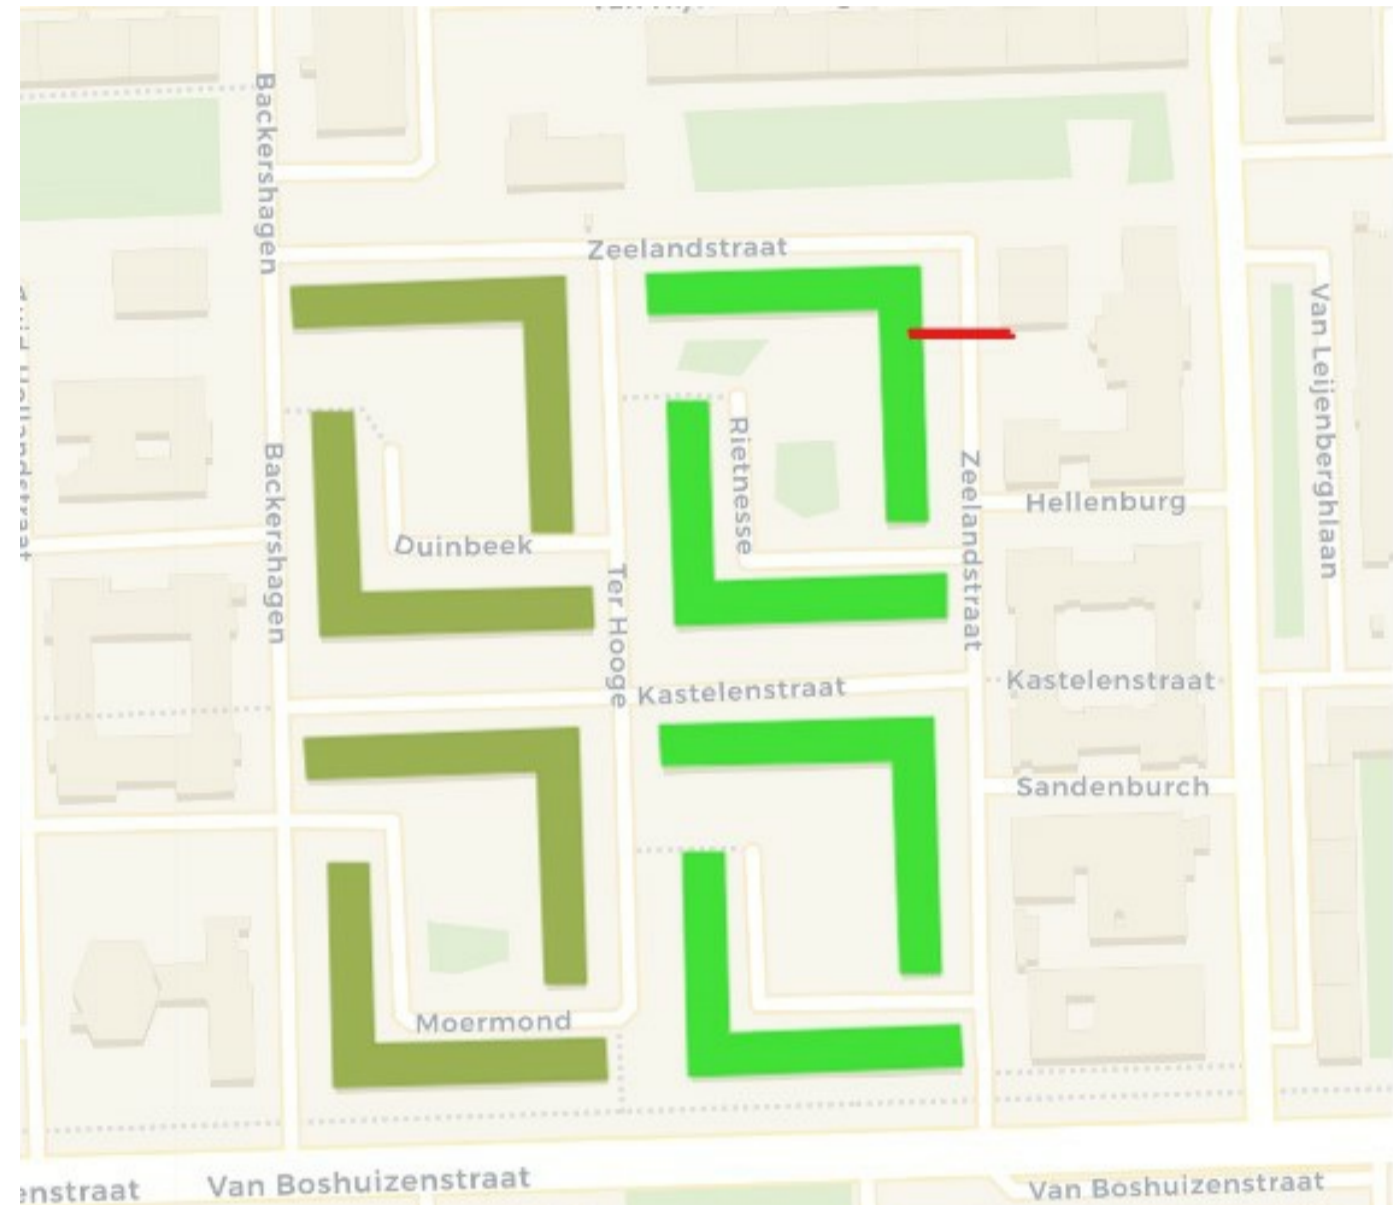 Backershagen
Zeelandstraat
Van Leijenberghlaan
Rietnesse
Backershagen
Zeelandstraat
Hellenburg
Duinbeek
Ter Hooge
Kastelenstraat
Kastelenstraat
Sandenburch
Moermond
enstraat
Van Boshuizenstraat
Van Boshuizenstraat